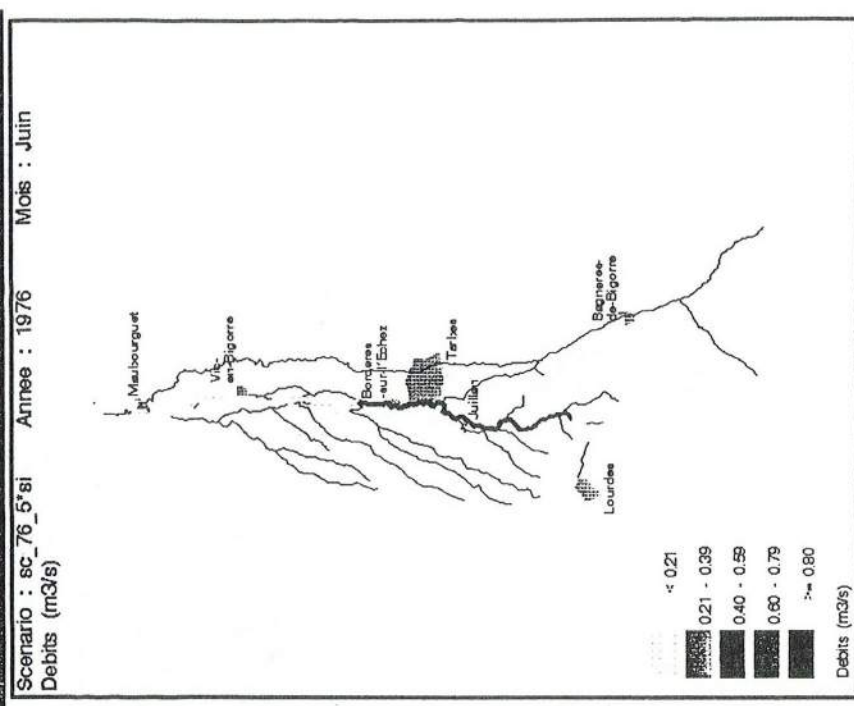 Scenario : sc_76_5*si Annee : 1976 Mois : Juin
Debits (m3/s)
Maubourguet
Vic-
en-Bigorre
Borderes
-sur-l'Echez
Tarbes
Juillan
Bagneres-
de-Bigorre
Lourdes
< 0.21
0.21 - 0.39
0.40 - 0.59
0.60 - 0.79
>= 0.80
Debits (m3/s)